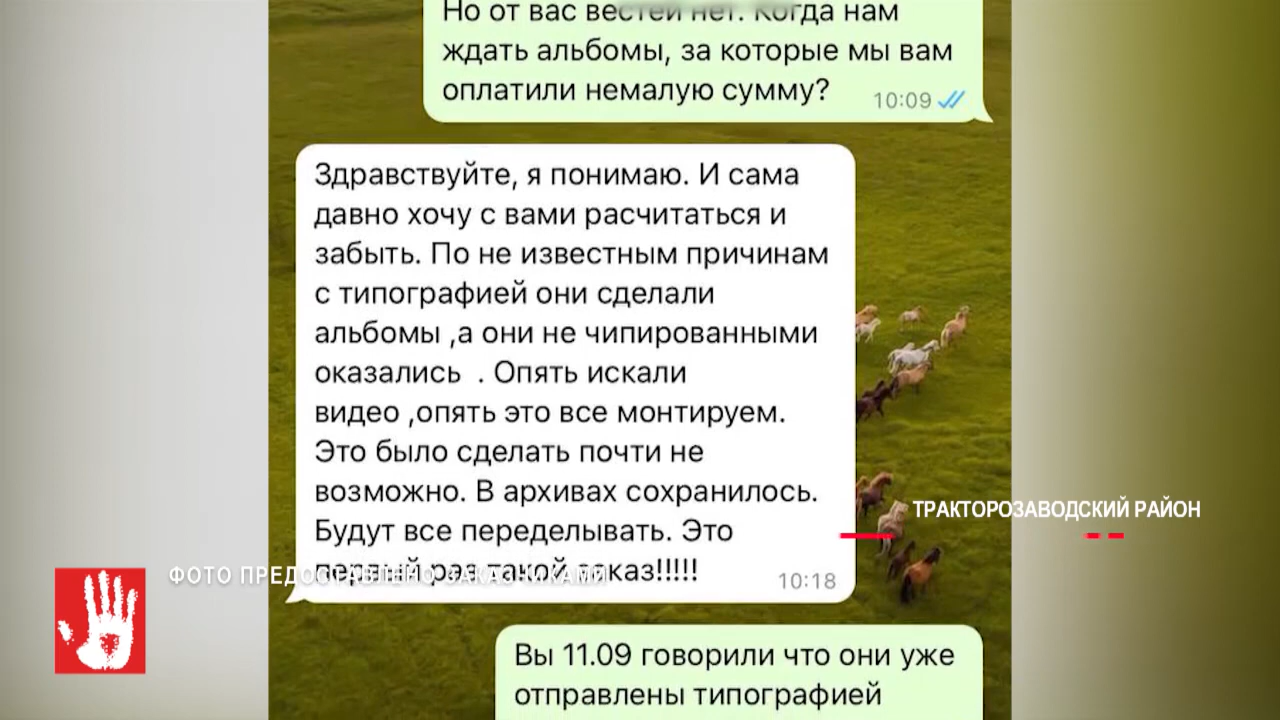 Но от вас вестей нет. Когда нам
ждать альбомы, за которые мы вам
оплатили немалую сумму?
10:09
Здравствуйте, я понимаю. И сама
давно хочу с вами расчитаться и
забыть. По не известным причинам
с типографией они сделали
альбомы ,а они не чипированными
оказались . Опять искали
видео ,опять это все монтируем.
Это было сделать почти не
возможно. В архивах сохранилось.
Будут все переделывать. Это
первый раз такой заказ!!!!!
10:18
ТРАКТОРОЗАВОДСКИЙ РАЙОН
ФОТО ПРЕДОСТАВЛЕНО ЗАКАЗЧИКАМИ
Вы 11.09 говорили что они уже
отправлены типографией